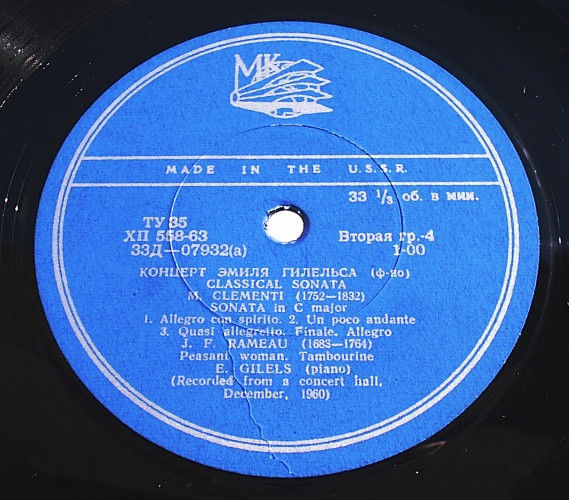 МК
MADE IN THE U.S.S.R.
33 1/3 об. в мин.
ТУ 35
ХП 558-63
33Д—07932(a)
Вторая гр.-4
1-00
КОНЦЕРТ ЭМИЛЯ ГИЛЕЛЬСА (ф-но)
CLASSICAL SONATA
M. CLEMENTI (1752—1832)
SONATA in C major
1. Allegro con spirito. 2. Un poco andante
3. Quasi allegretto. Finale. Allegro
J. F. RAMEAU (1683—1764)
Peasant woman. Tambourine
E. GILELS (piano)
(Recorded from a concert hall,
December, 1960)